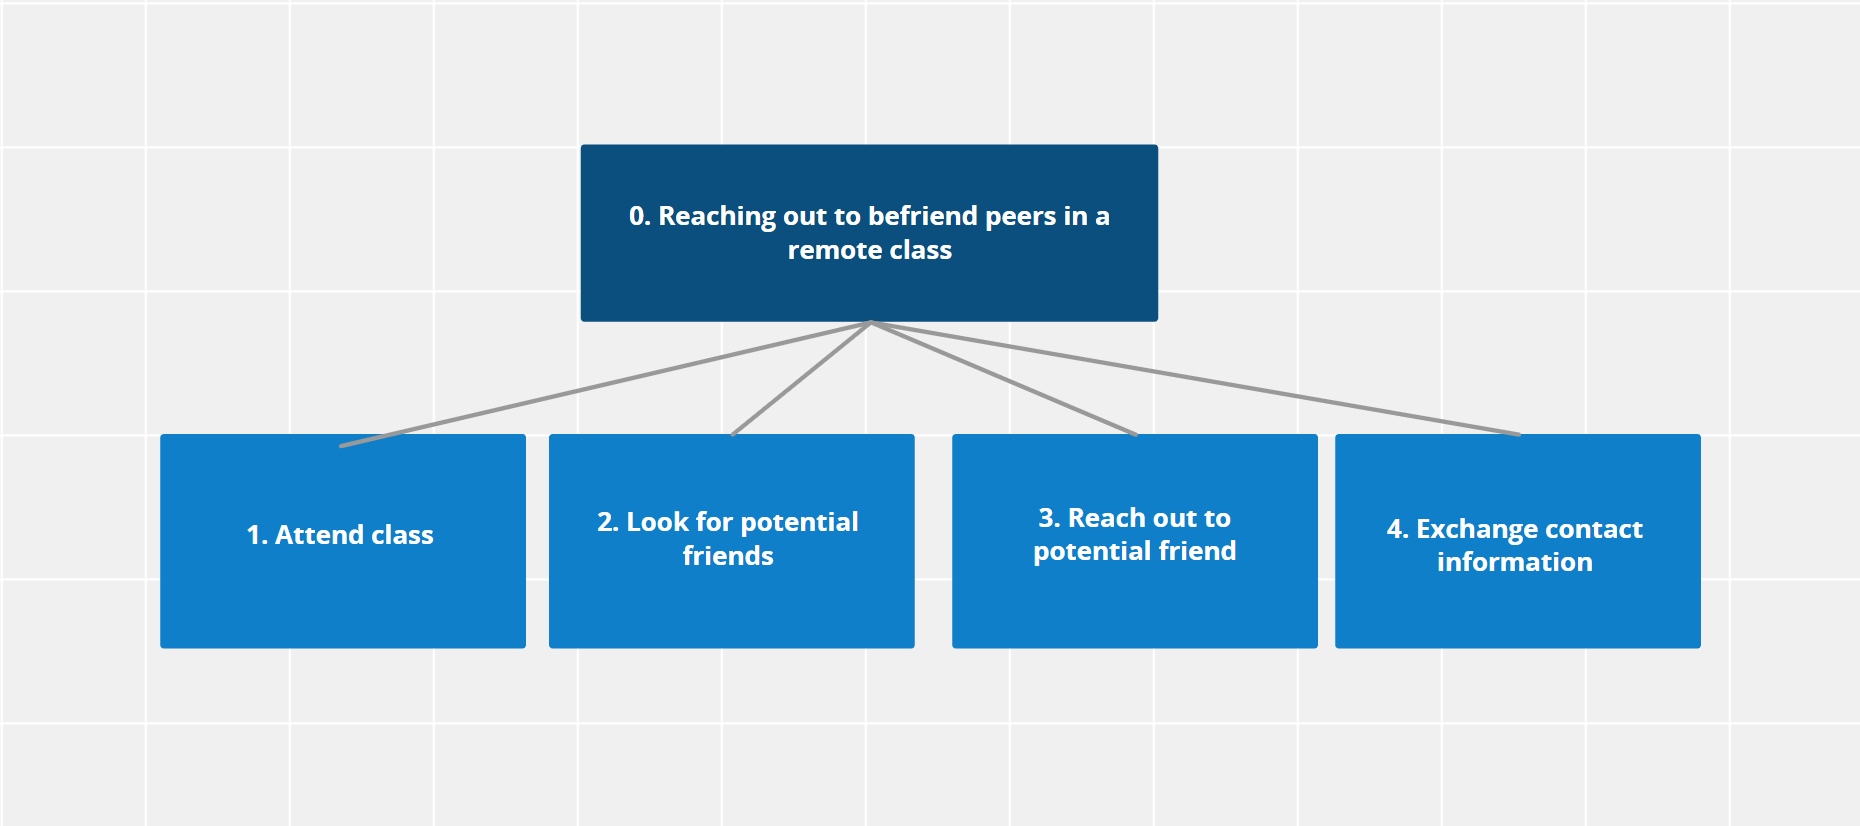 0. Reaching out to befriend peers in a
remote class
1. Attend class
2. Look for potential
friends
3. Reach out to
potential friend
4. Exchange contact
information